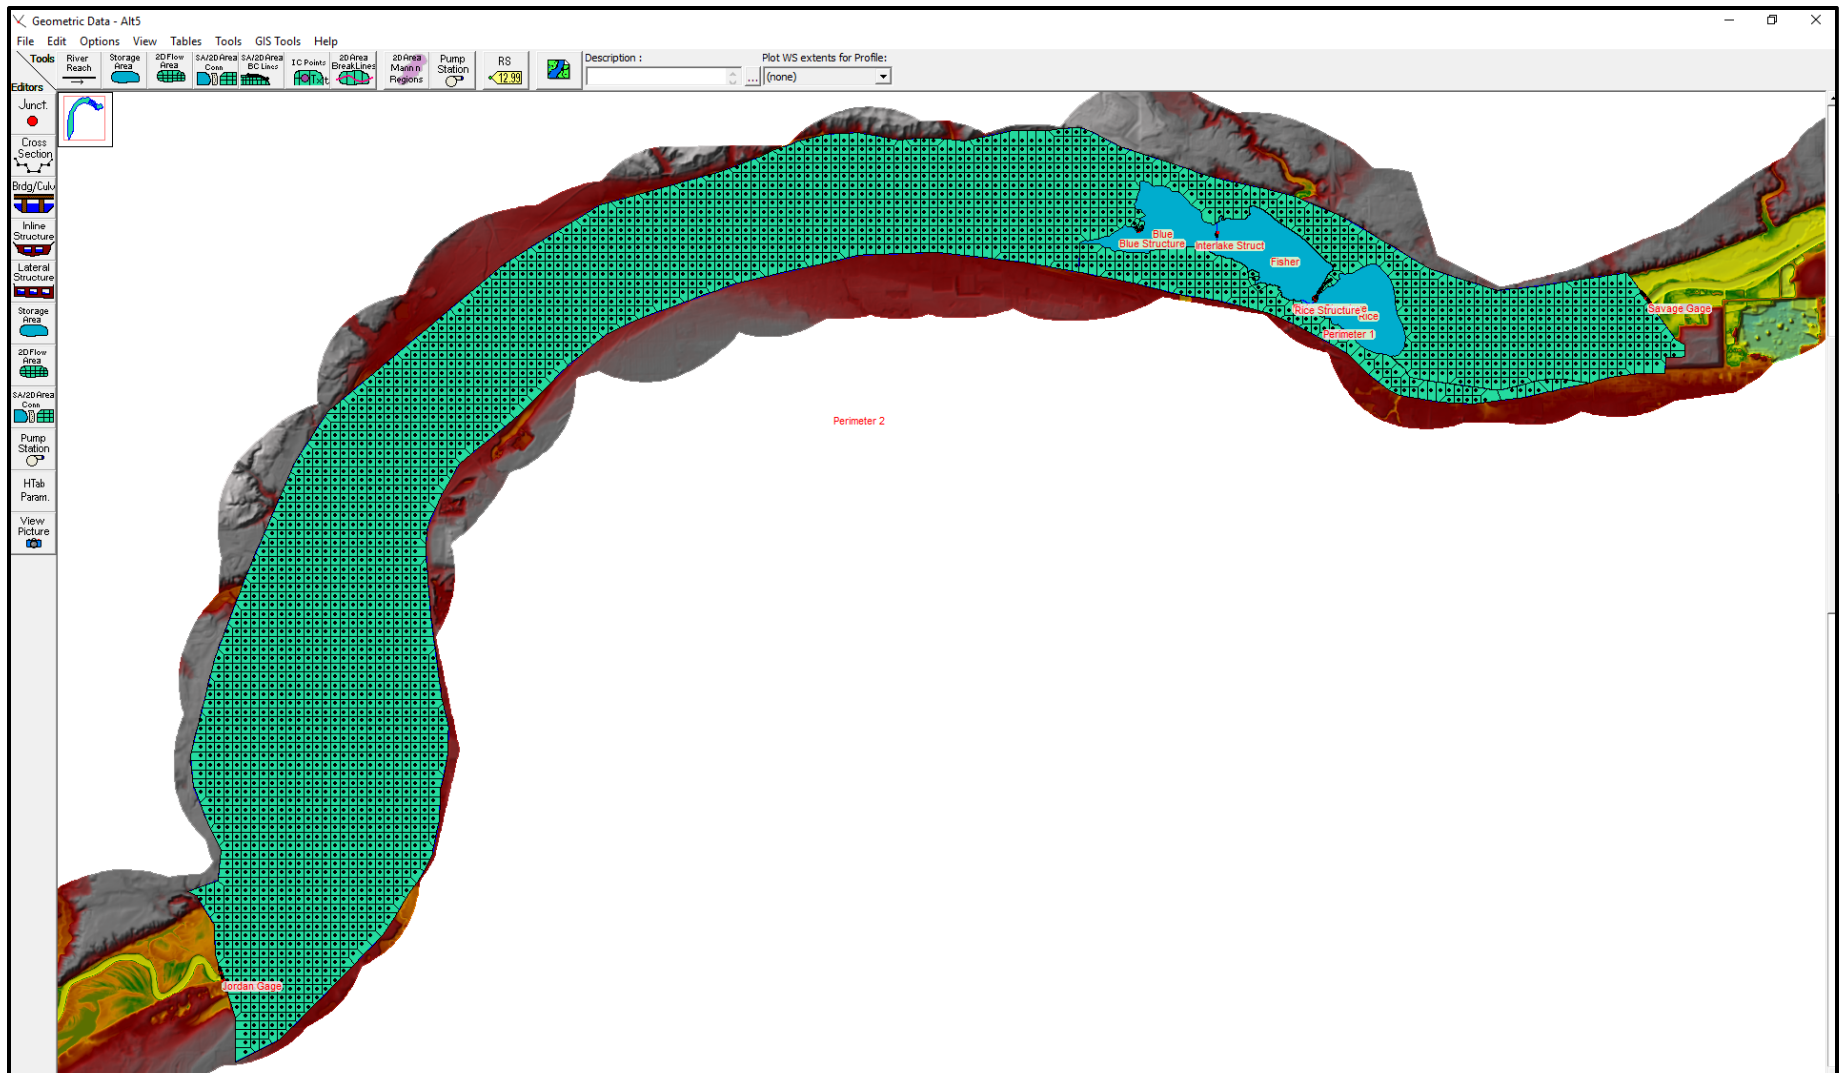 Geometric Data - Alt5
File Edit Options View Tables Tools GIS Tools Help
Tools
Editors
River
Reach
Storage
Area
2D Flow
Area
SA/2D Area
Conn
SA/2D Area
BC Lines
IC Points
Txt
2D Area
BreakLines
2D Area
Mann n
Regions
Pump
Station
RS
12.99
Description :
...
Plot WS extents for Profile:
(none)
Junct.
Cross
Section
Brdg/Culv
Inline
Structure
Lateral
Structure
Storage
Area
2D Flow
Area
SA/2D Area
Conn
Pump
Station
HTab
Param.
View
Picture
Blue
Blue Structure
Interlake Struct
Fisher
Rice Structure
Rice
Perimeter 1
Savage Gage
Perimeter 2
Jordan Gage